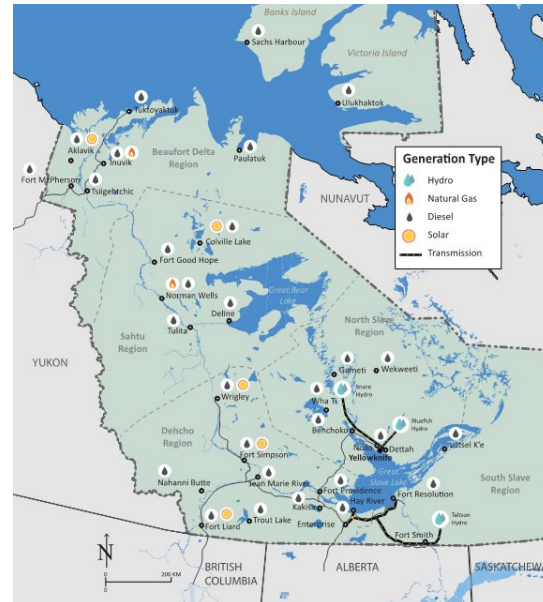 Banks Island
Sachs Harbour
Victoria Island
Ulukhaktok
Tuktoyaktuk
Aklavik
Inuvik
Beaufort Delta
Region
Paulatuk
Fort McPherson
Tsiigehtchic
NUNAVUT
Generation Type
Hydro
Natural Gas
Diesel
Solar
Transmission
Colville Lake
Fort Good Hope
Norman Wells
Great Bear
Lake
Deline
Tulita
Sahtu
Region
North Slave
Region
YUKON
Gameti
Wekweeti
Snare
Hydro
Wrigley
Wha Ti
Bluefish
Hydro
Behchoko
Dehcho
Region
Ndilo
Dettah
Yellowknife
Lutsel K'e
Fort Simpson
Great
Slave Lake
Jean Marie River
South Slave
Region
Nahanni Butte
Fort Providence
Fort Resolution
Hay River
Kakisa
Taltson
Hydro
Fort Liard
Trout Lake
Enterprise
Fort Smith
N
0
200 KM
BRITISH
COLUMBIA
ALBERTA
SASKATCHEW